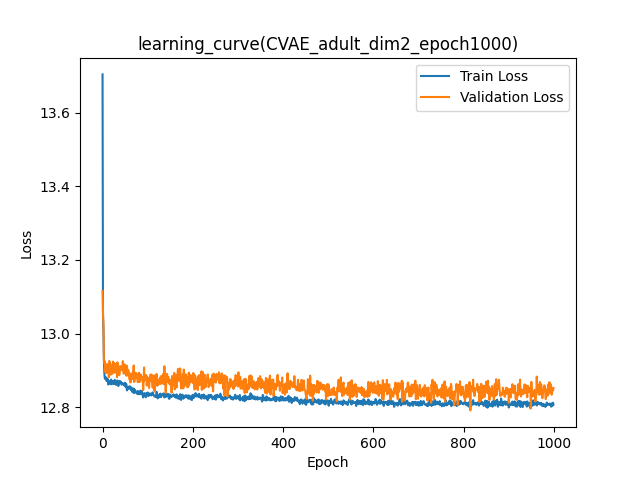 learning_curve(CVAE_adult_dim2_epoch1000)
Train Loss
Validation Loss
13.6
13.4
13.2
13.0
12.8
Loss
0 200 400 600 800 1000
Epoch